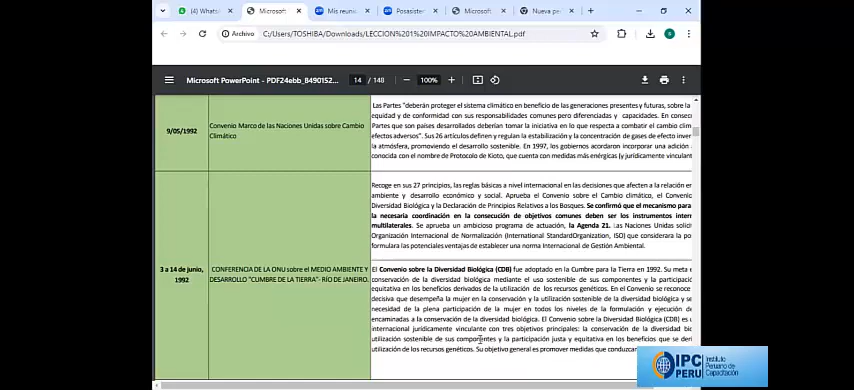 (4) Whats
Microsoft
Mis reuni
Posasister
Microsoft
Nueva pe
Archivo
C:/Users/TOSHIBA/Downloads/LECCION%201%20IMPACTO%20AMBIENTAL.pdf
Microsoft PowerPoint - PDF24ebb_8490152...
14 / 148
100%
9/05/1992
Convenio Marco de las Naciones Unidas sobre Cambio
Climático
Las Partes "deberán proteger el sistema climático en beneficio de las generaciones presentes y futuras, sobre la
equidad y de conformidad con sus responsabilidades comunes pero diferenciadas y capacidades. En consec
Partes que son países desarrollados deberían tomar la iniciativa en lo que respecta a combatir el cambio clim
efectos adversos". Sus 26 artículos definen y regulan la estabilización y la concentración de gases de efecto inver
la atmósfera, promoviendo el desarrollo sostenible. En 1997, los gobiernos acordaron incorporar una adición
conocida con el nombre de Protocolo de Kioto, que cuenta con medidas más enérgicas (y jurídicamente vinculant
3 a 14 de junio,
1992
CONFERENCIA DE LA ONU sobre el MEDIO AMBIENTE Y
DESARROLLO "CUMBRE DE LA TIERRA"- RÍO DE JANEIRO.
Recoge en sus 27 principios, las reglas básicas a nivel internacional en las decisiones que afecten a la relación en
ambiente y desarrollo económico y social. Aprueba el Convenio sobre el Cambio climático, el Conveni
Diversidad Biológica y la Declaración de Principios Relativos a los Bosques. Se confirmó que el mecanismo para
la necesaria coordinación en la consecución de objetivos comunes deben ser los instrumentos inter
multilaterales. Se aprueba un ambicioso programa de actuación, la Agenda 21. Las Naciones Unidas solicit
Organización Internacional de Normalización (International StandardOrganization, ISO) que considerara la po
formulara las potenciales ventajas de establecer una norma Internacional de Gestión Ambiental.
El Convenio sobre la Diversidad Biológica (CDB) fue adoptado en la Cumbre para la Tierra en 1992. Su meta e
conservación de la diversidad biológica mediante el uso sostenible de sus componentes y la participació
equitativa en los beneficios derivados de la utilización de los recursos genéticos. En el Convenio se reconoce
decisiva que desempeña la mujer en la conservación y la utilización sostenible de la diversidad biológica y se
necesidad de la plena participación de la mujer en todos los niveles de la formulación y ejecución de
encaminadas a la conservación de la diversidad biológica. El Convenio sobre la Diversidad Biológica (CDB) es u
internacional jurídicamente vinculante con tres objetivos principales: la conservación de la diversidad bio
utilización sostenible de sus componentes y la participación justa y equitativa en los beneficios que se deri
utilización de los recursos genéticos. Su objetivo general es promover medidas que conduzcan
IPC
PERU
Instituto
Peruano de
Capacitación